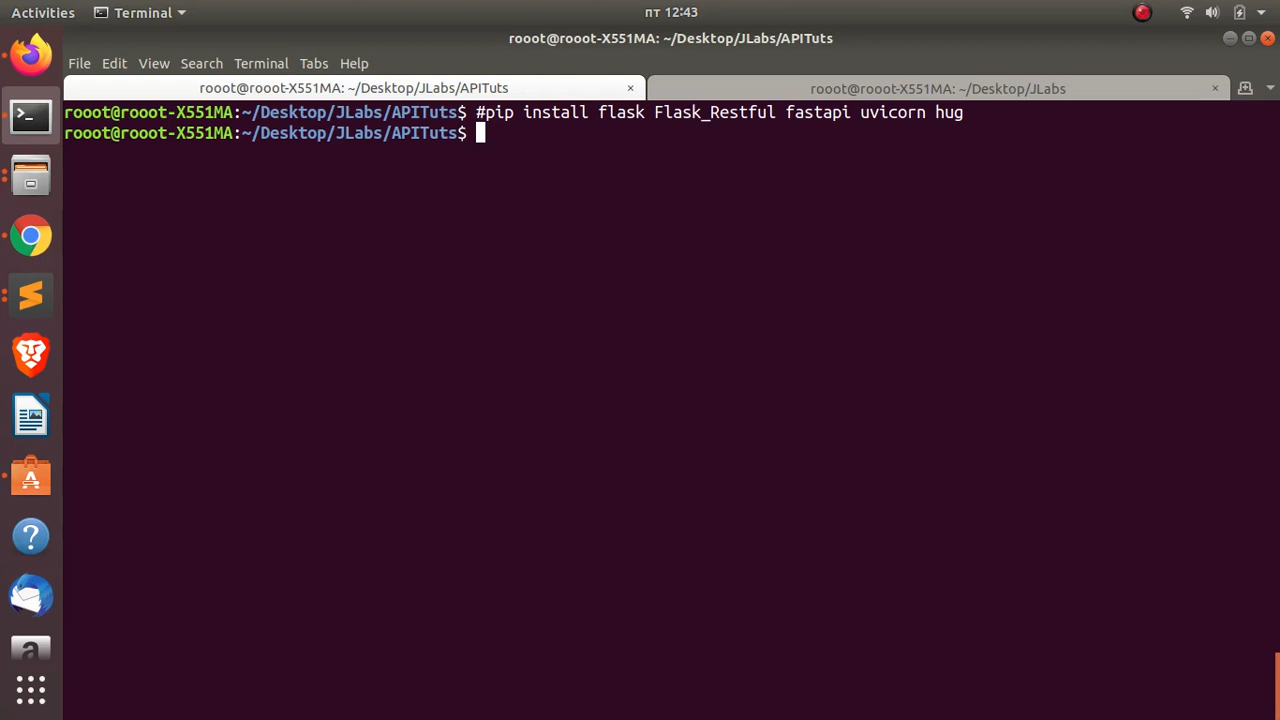 Activities Terminal пт 12:43
rooot@rooot-X551MA: ~/Desktop/JLabs/APITuts
File Edit View Search Terminal Tabs Help
rooot@rooot-X551MA: ~/Desktop/JLabs/APITuts × rooot@rooot-X551MA: ~/Desktop/JLabs ×
rooot@rooot-X551MA:~/Desktop/JLabs/APITuts$ #pip install flask Flask_Restful fastapi uvicorn hug
rooot@rooot-X551MA:~/Desktop/JLabs/APITuts$